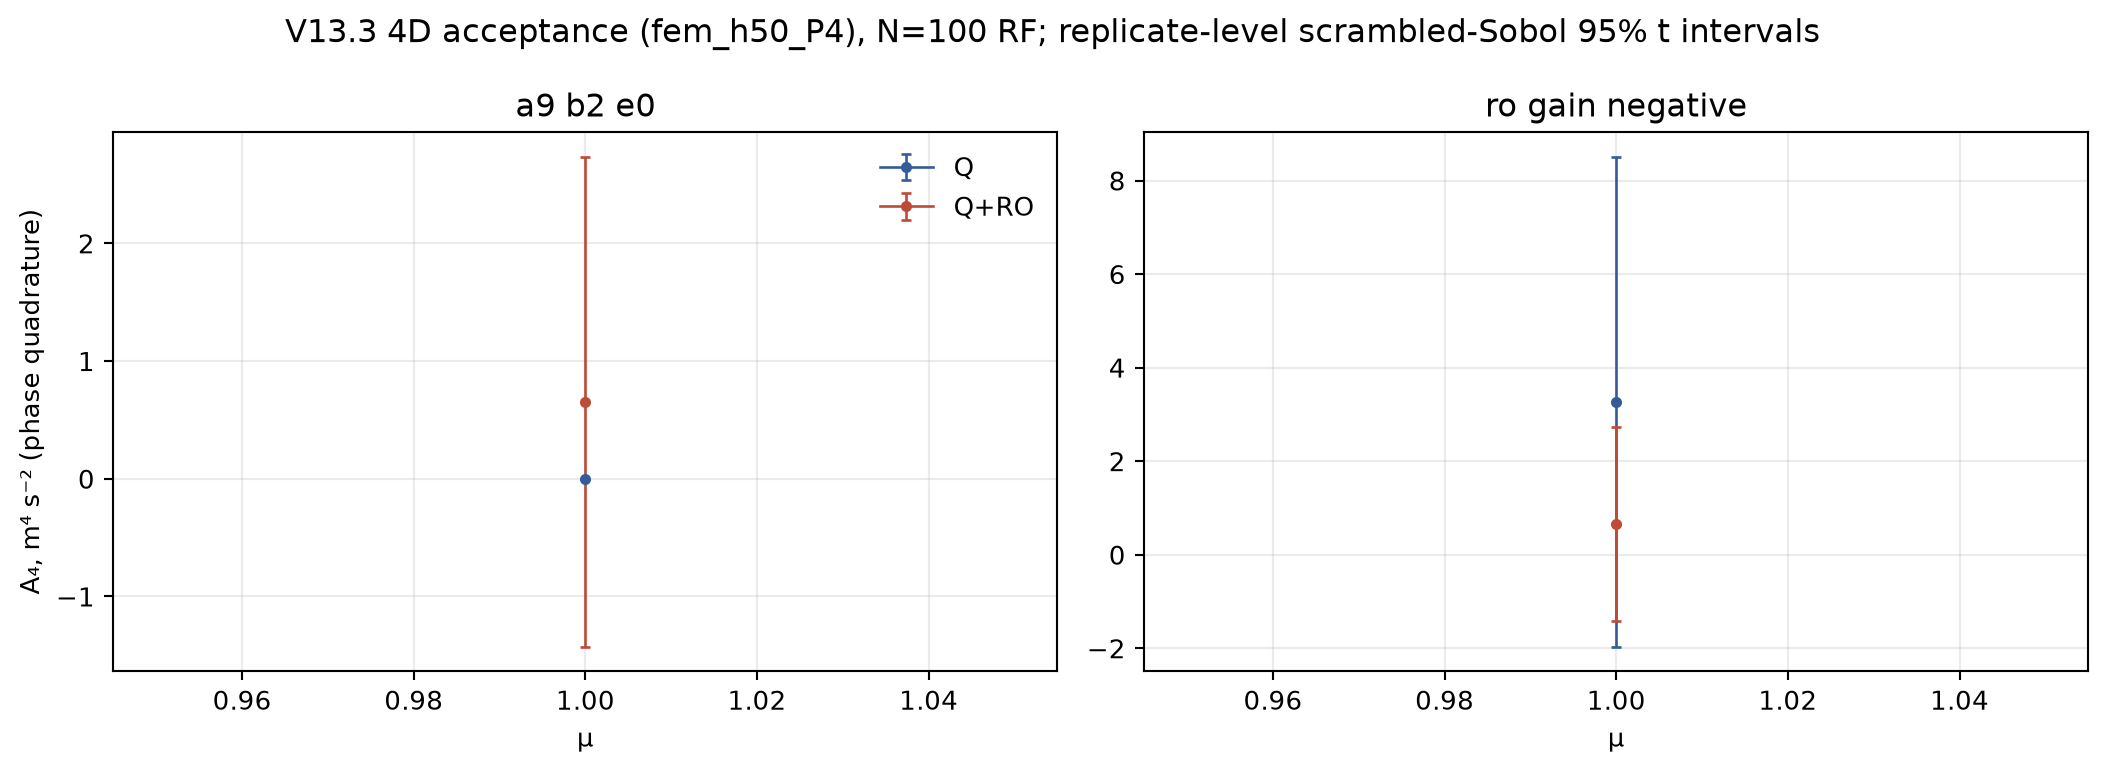 V13.3 4D acceptance (fem_h50_P4), N=100 RF; replicate-level scrambled-Sobol 95% t intervals
a9 b2 e0
A₄, m⁴ s⁻² (phase quadrature)
2
1
0
−1
0.96
0.98
1.00
1.02
1.04
μ
Q
Q+RO
ro gain negative
8
6
4
2
0
−2
0.96
0.98
1.00
1.02
1.04
μ